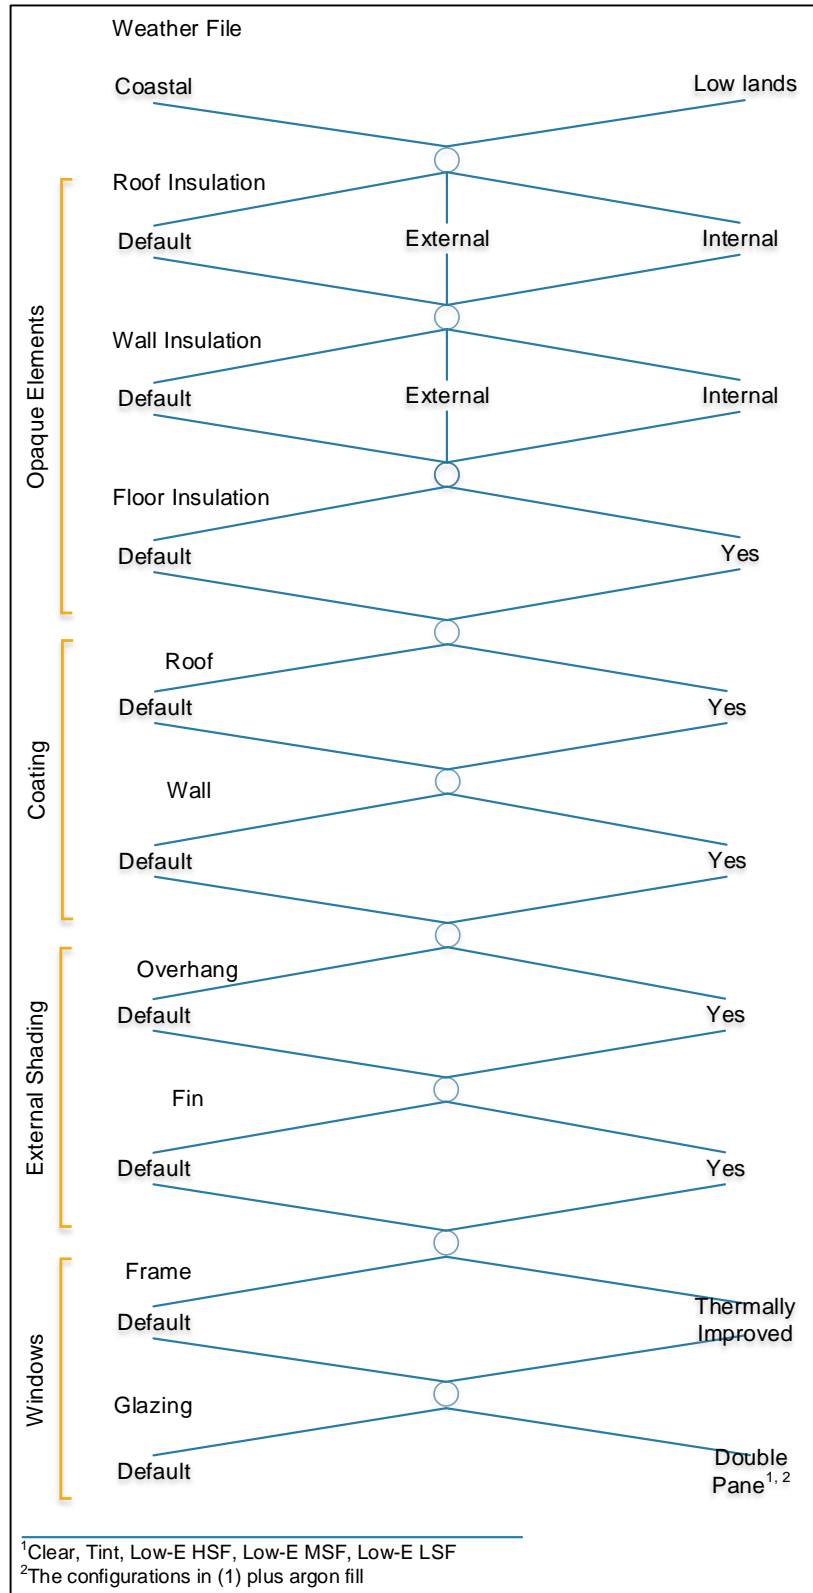 Weather File
Coastal
Low lands
Roof Insulation
Default
External
Internal
Opaque Elements
Wall Insulation
Default
External
Internal
Floor Insulation
Default
Yes
Coating
Roof
Default
Yes
Wall
Default
Yes
External Shading
Overhang
Default
Yes
Fin
Default
Yes
Windows
Frame
Default
Thermally
Improved
Glazing
Default
Double
Pane1, 2
1Clear, Tint, Low-E HSF, Low-E MSF, Low-E LSF
2The configurations in (1) plus argon fill